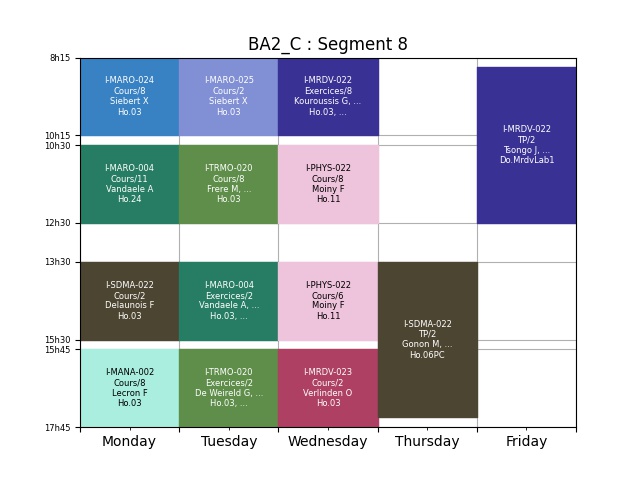 BA2_C : Segment 8
8h15
10h15
10h30
12h30
13h30
15h30
15h45
17h45
I-MARO-024
Cours/8
Siebert X
Ho.03
I-MARO-025
Cours/2
Siebert X
Ho.03
I-MRDV-022
Exercices/8
Kouroussis G, ...
Ho.03, ...
I-MRDV-022
TP/2
Tsongo J, ...
Do.MrdvLab1
I-MARO-004
Cours/11
Vandaele A
Ho.24
I-TRMO-020
Cours/8
Frere M, ...
Ho.03
I-PHYS-022
Cours/8
Moiny F
Ho.11
I-SDMA-022
Cours/2
Delaunois F
Ho.03
I-MARO-004
Exercices/2
Vandaele A, ...
Ho.03, ...
I-PHYS-022
Cours/6
Moiny F
Ho.11
I-SDMA-022
TP/2
Gonon M, ...
Ho.06PC
I-MANA-002
Cours/8
Lecron F
Ho.03
I-TRMO-020
Exercices/2
De Weireld G, ...
Ho.03, ...
I-MRDV-023
Cours/2
Verlinden O
Ho.03
Monday
Tuesday
Wednesday
Thursday
Friday